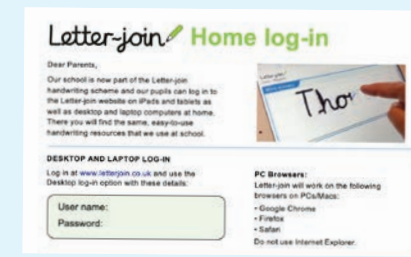 Letter-join Home log-in
Dear Parents,
Our school is now part of the Letter-join
handwriting scheme and our pupils can log in to
the Letter-join website on iPads and tablets as
well as desktop and laptop computers at home.
There you will find the same, easy-to-use
handwriting resources that we use at school.
Thor
DESKTOP AND LAPTOP LOG-IN
Log in at www.letterjoin.co.uk and use the
Desktop log-in option with these details:
User name:
Password:
PC Browsers:
Letter-join will work on the following
browsers on PCs/Macs:
• Google Chrome
• Firefox
• Safari
Do not use Internet Explorer.